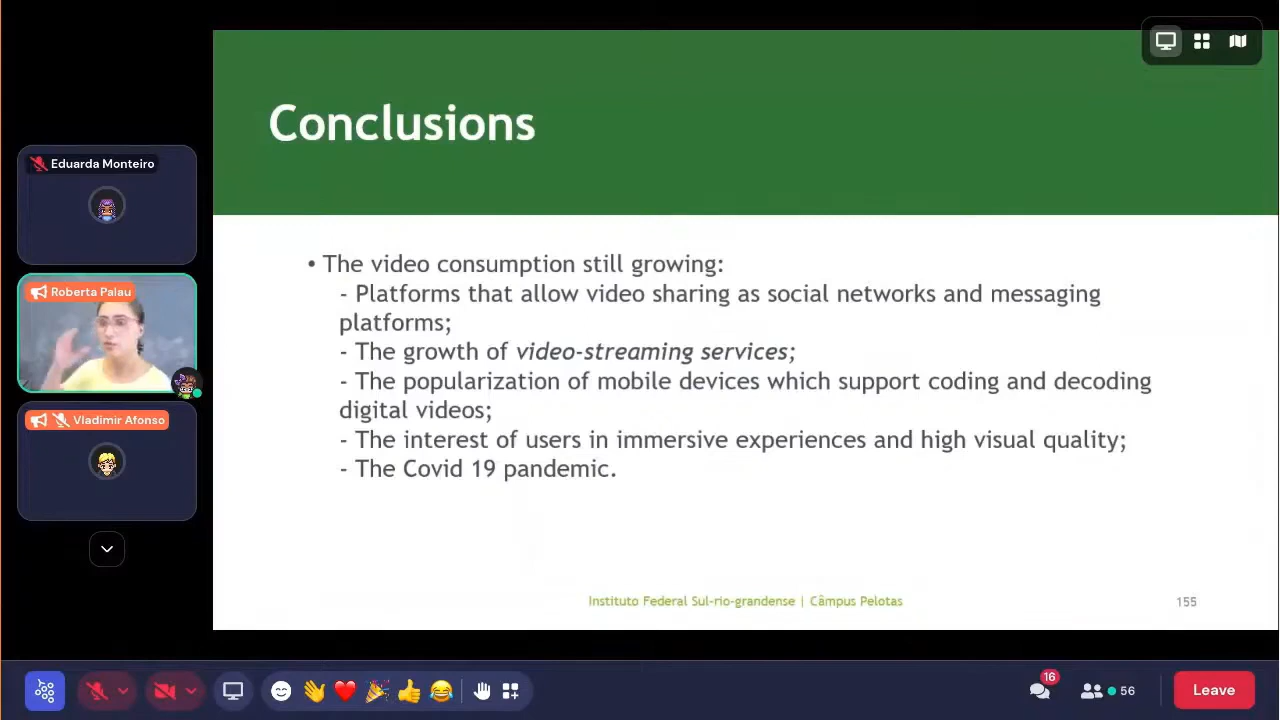 Conclusions
Eduarda Monteiro
Roberta Palau
Vladimir Afonso
• The video consumption still growing:
- Platforms that allow video sharing as social networks and messaging
platforms;
- The growth of video-streaming services;
- The popularization of mobile devices which support coding and decoding
digital videos;
- The interest of users in immersive experiences and high visual quality;
- The Covid 19 pandemic.
Instituto Federal Sul-rio-grandense | Câmpus Pelotas
155
16
56
Leave